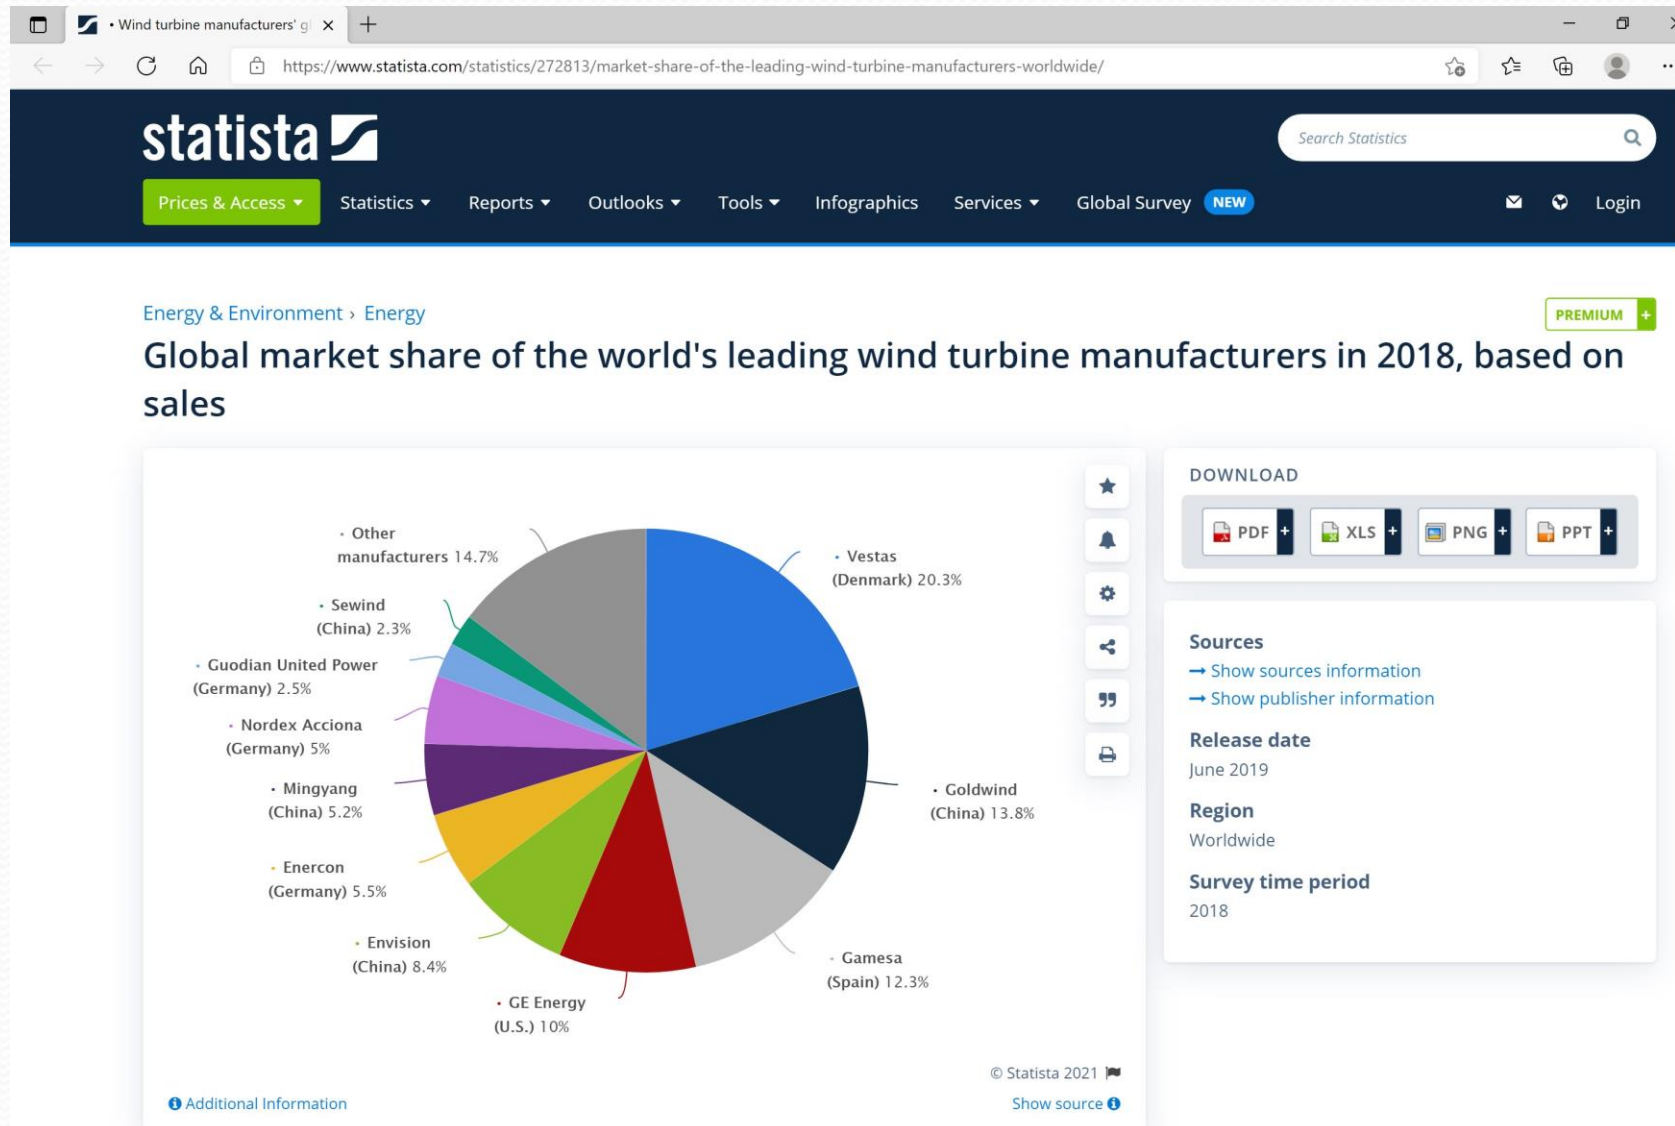 • Wind turbine manufacturers' g
https://www.statista.com/statistics/272813/market-share-of-the-leading-wind-turbine-manufacturers-worldwide/
statista
Search Statistics
Prices & Access Statistics Reports Outlooks Tools Infographics Services Global Survey NEW Login
Energy & Environment › Energy
PREMIUM +
Global market share of the world's leading wind turbine manufacturers in 2018, based on
sales
• Other
manufacturers 14.7%
• Vestas
(Denmark) 20.3%
• Sewind
(China) 2.3%
• Guodian United Power
(Germany) 2.5%
• Nordex Acciona
(Germany) 5%
• Mingyang
(China) 5.2%
• Goldwind
(China) 13.8%
• Enercon
(Germany) 5.5%
• Envision
(China) 8.4%
• Gamesa
(Spain) 12.3%
• GE Energy
(U.S.) 10%
© Statista 2021
Additional Information
Show source
DOWNLOAD
PDF + XLS + PNG + PPT +
Sources
→ Show sources information
→ Show publisher information
Release date
June 2019
Region
Worldwide
Survey time period
2018